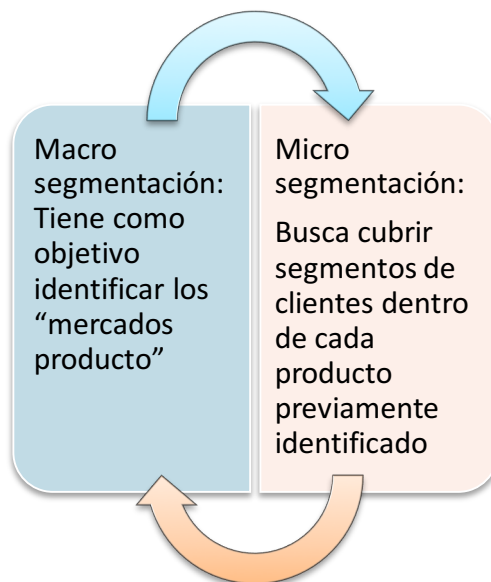 Macro
segmentación:
Tiene como
objetivo
identificar los
“mercados
producto”
Micro
segmentación:
Busca cubrir
segmentos de
clientes dentro
de cada
producto
previamente
identificado